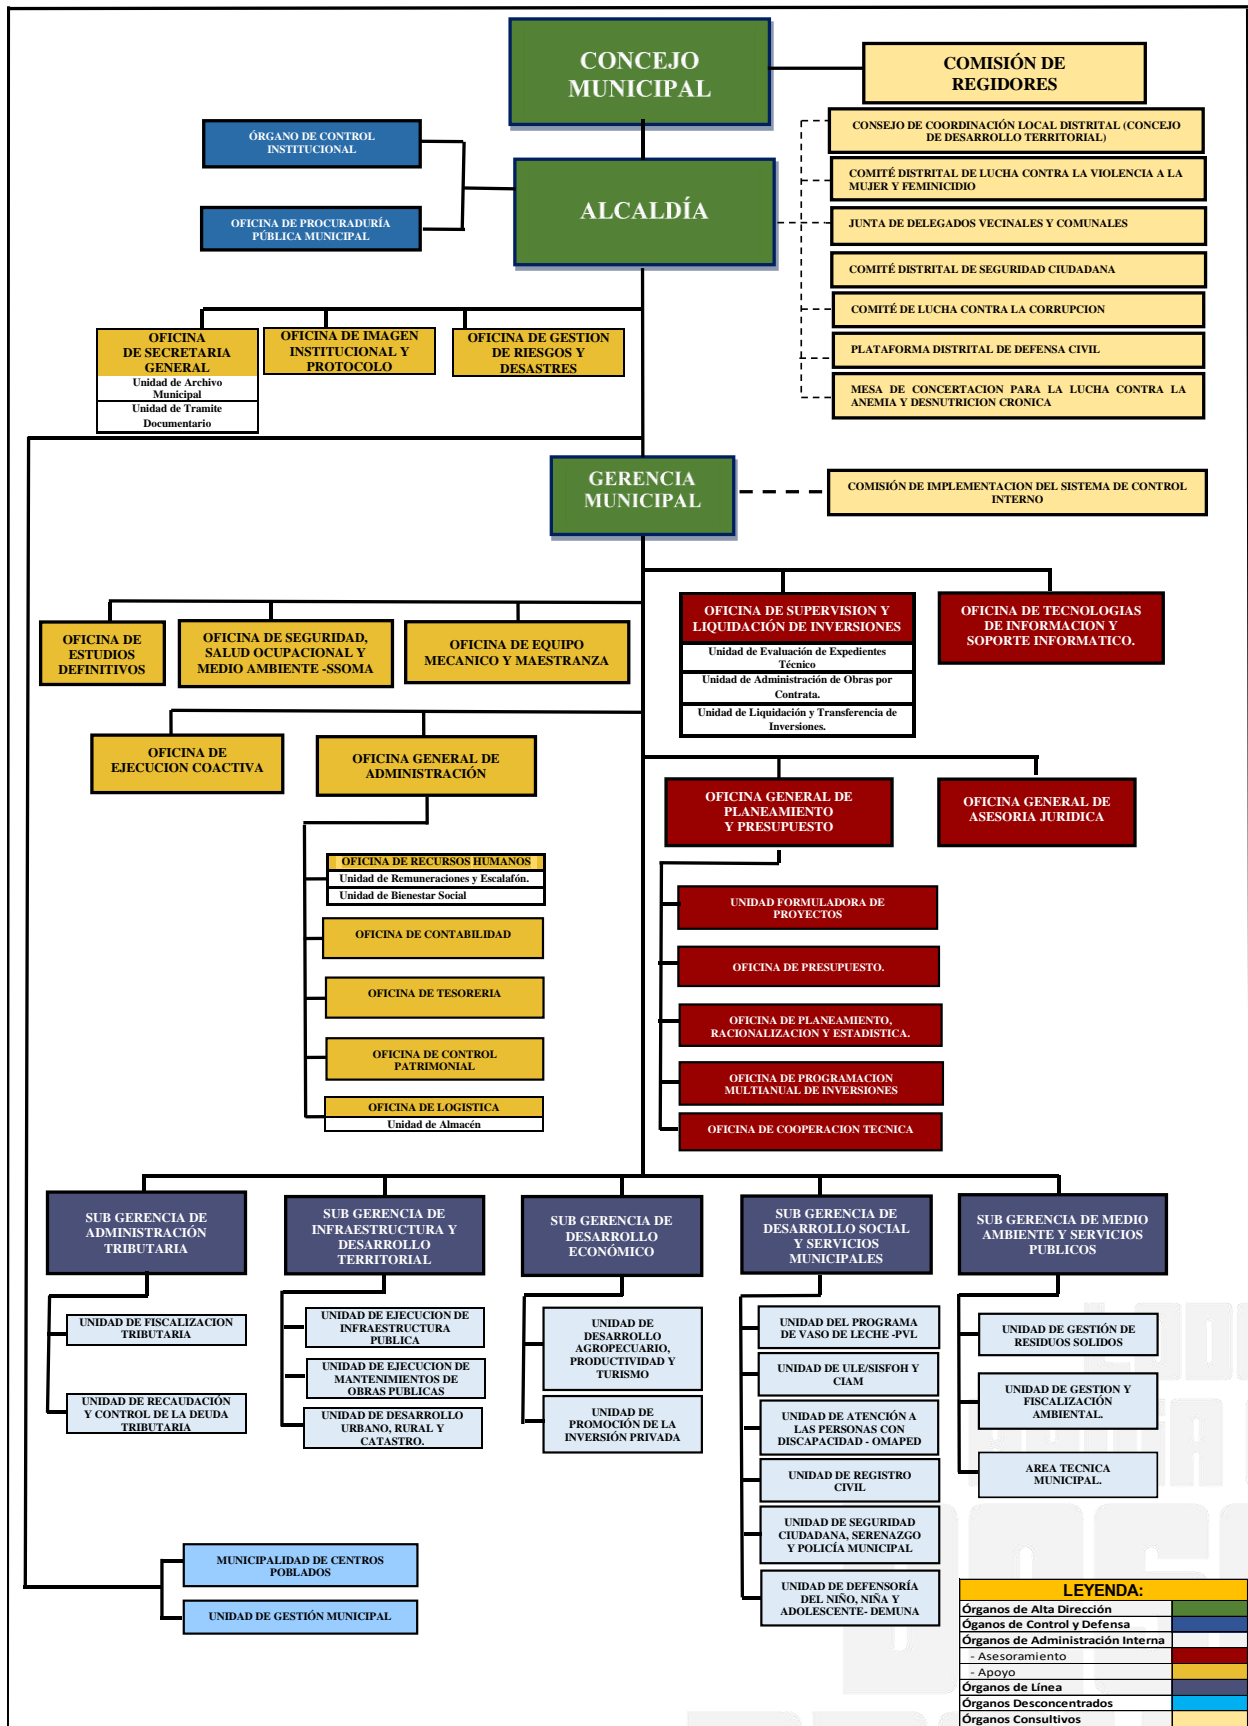 CONCEJO
MUNICIPAL
COMISIÓN DE
REGIDORES
ÓRGANO DE CONTROL
INSTITUCIONAL
OFICINA DE PROCURADURÍA
PÚBLICA MUNICIPAL
ALCALDÍA
CONSEJO DE COORDINACIÓN LOCAL DISTRITAL (CONCEJO
DE DESARROLLO TERRITORIAL)
COMITÉ DISTRITAL DE LUCHA CONTRA LA VIOLENCIA A LA
MUJER Y FEMINICIDIO
JUNTA DE DELEGADOS VECINALES Y COMUNALES
COMITÉ DISTRITAL DE SEGURIDAD CIUDADANA
COMITÉ DE LUCHA CONTRA LA CORRUPCION
PLATAFORMA DISTRITAL DE DEFENSA CIVIL
MESA DE CONCERTACION PARA LA LUCHA CONTRA LA
ANEMIA Y DESNUTRICION CRONICA
OFICINA
DE SECRETARIA
GENERAL
Unidad de Archivo
Municipal
Unidad de Tramite
Documentario
OFICINA DE IMAGEN
INSTITUCIONAL Y
PROTOCOLO
OFICINA DE GESTION
DE RIESGOS Y
DESASTRES
GERENCIA
MUNICIPAL
COMISIÓN DE IMPLEMENTACION DEL SISTEMA DE CONTROL
INTERNO
OFICINA DE
ESTUDIOS
DEFINITIVOS
OFICINA DE SEGURIDAD,
SALUD OCUPACIONAL Y
MEDIO AMBIENTE -SSOMA
OFICINA DE EQUIPO
MECANICO Y MAESTRANZA
OFICINA DE SUPERVISION Y
LIQUIDACIÓN DE INVERSIONES
Unidad de Evaluación de Expedientes
Técnico
Unidad de Administración de Obras por
Contrata.
Unidad de Liquidación y Transferencia de
Inversiones.
OFICINA DE TECNOLOGIAS
DE INFORMACION Y
SOPORTE INFORMATICO.
OFICINA DE
EJECUCION COACTIVA
OFICINA GENERAL DE
ADMINISTRACIÓN
OFICINA GENERAL DE
PLANEAMIENTO
Y PRESUPUESTO
OFICINA GENERAL DE
ASESORIA JURIDICA
OFICINA DE RECURSOS HUMANOS
Unidad de Remuneraciones y Escalafón.
Unidad de Bienestar Social
OFICINA DE CONTABILIDAD
OFICINA DE TESORERIA
OFICINA DE CONTROL
PATRIMONIAL
OFICINA DE LOGISTICA
Unidad de Almacén
UNIDAD FORMULADORA DE
PROYECTOS
OFICINA DE PRESUPUESTO.
OFICINA DE PLANEAMIENTO,
RACIONALIZACION Y ESTADISTICA.
OFICINA DE PROGRAMACION
MULTIANUAL DE INVERSIONES
OFICINA DE COOPERACION TECNICA
SUB GERENCIA DE
ADMINISTRACIÓN
TRIBUTARIA
SUB GERENCIA DE
INFRAESTRUCTURA Y
DESARROLLO
TERRITORIAL
SUB GERENCIA DE
DESARROLLO
ECONÓMICO
SUB GERENCIA DE
DESARROLLO SOCIAL
Y SERVICIOS
MUNICIPALES
SUB GERENCIA DE MEDIO
AMBIENTE Y SERVICIOS
PUBLICOS
UNIDAD DE FISCALIZACION
TRIBUTARIA
UNIDAD DE RECAUDACIÓN
Y CONTROL DE LA DEUDA
TRIBUTARIA
UNIDAD DE EJECUCION DE
INFRAESTRUCTURA
PUBLICA
UNIDAD DE EJECUCION DE
MANTENIMIENTOS DE
OBRAS PUBLICAS
UNIDAD DE DESARROLLO
URBANO, RURAL Y
CATASTRO.
UNIDAD DE
DESARROLLO
AGROPECUARIO,
PRODUCTIVIDAD Y
TURISMO
UNIDAD DE
PROMOCIÓN DE LA
INVERSIÓN PRIVADA
UNIDAD DEL PROGRAMA
DE VASO DE LECHE -PVL
UNIDAD DE ULE/SISFOH Y
CIAM
UNIDAD DE ATENCIÓN A
LAS PERSONAS CON
DISCAPACIDAD - OMAPED
UNIDAD DE REGISTRO
CIVIL
UNIDAD DE SEGURIDAD
CIUDADANA, SERENAZGO
Y POLICÍA MUNICIPAL
UNIDAD DE DEFENSORÍA
DEL NIÑO, NIÑA Y
ADOLESCENTE- DEMUNA
UNIDAD DE GESTIÓN DE
RESIDUOS SOLIDOS
UNIDAD DE GESTION Y
FISCALIZACIÓN
AMBIENTAL.
AREA TECNICA
MUNICIPAL.
MUNICIPALIDAD DE CENTROS
POBLADOS
UNIDAD DE GESTIÓN MUNICIPAL
LEYENDA:
Órganos de Alta Dirección
Óganos de Control y Defensa
Órganos de Administración Interna
- Asesoramiento
- Apoyo
Órganos de Línea
Órganos Desconcentrados
Órganos Consultivos